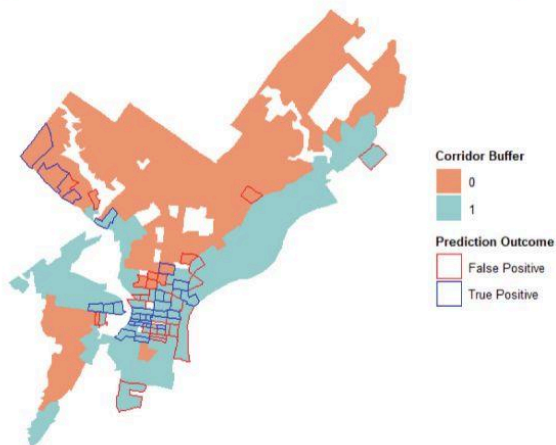 Corridor Buffer
0
1
Prediction Outcome
False Positive
True Positive